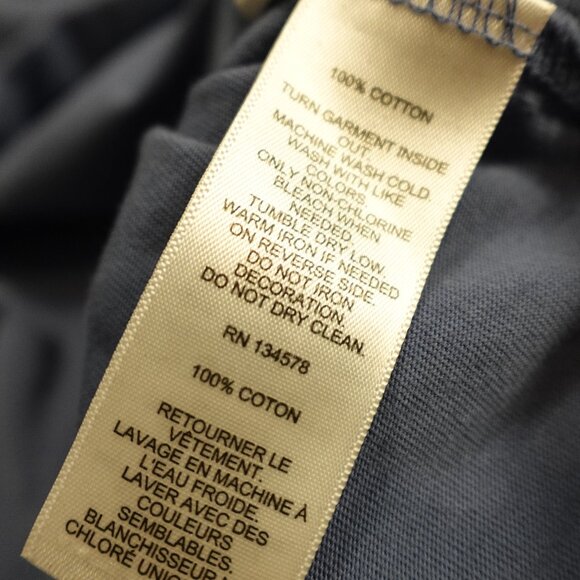 100% COTTON
TURN GARMENT INSIDE
OUT.
MACHINE WASH COLD.
WASH WITH LIKE
COLORS.
ONLY NON-CHLORINE
BLEACH WHEN
NEEDED.
TUMBLE DRY LOW.
WARM IRON IF NEEDED
ON REVERSE SIDE.
DO NOT IRON
DECORATION.
DO NOT DRY CLEAN.
RN 134578
100% COTON
RETOURNER LE
VÊTEMENT.
LAVAGE EN MACHINE À
L'EAU FROIDE.
LAVER AVEC DES
COULEURS
SEMBLABLES.
BLANCHISSEUR
CHLORÉ